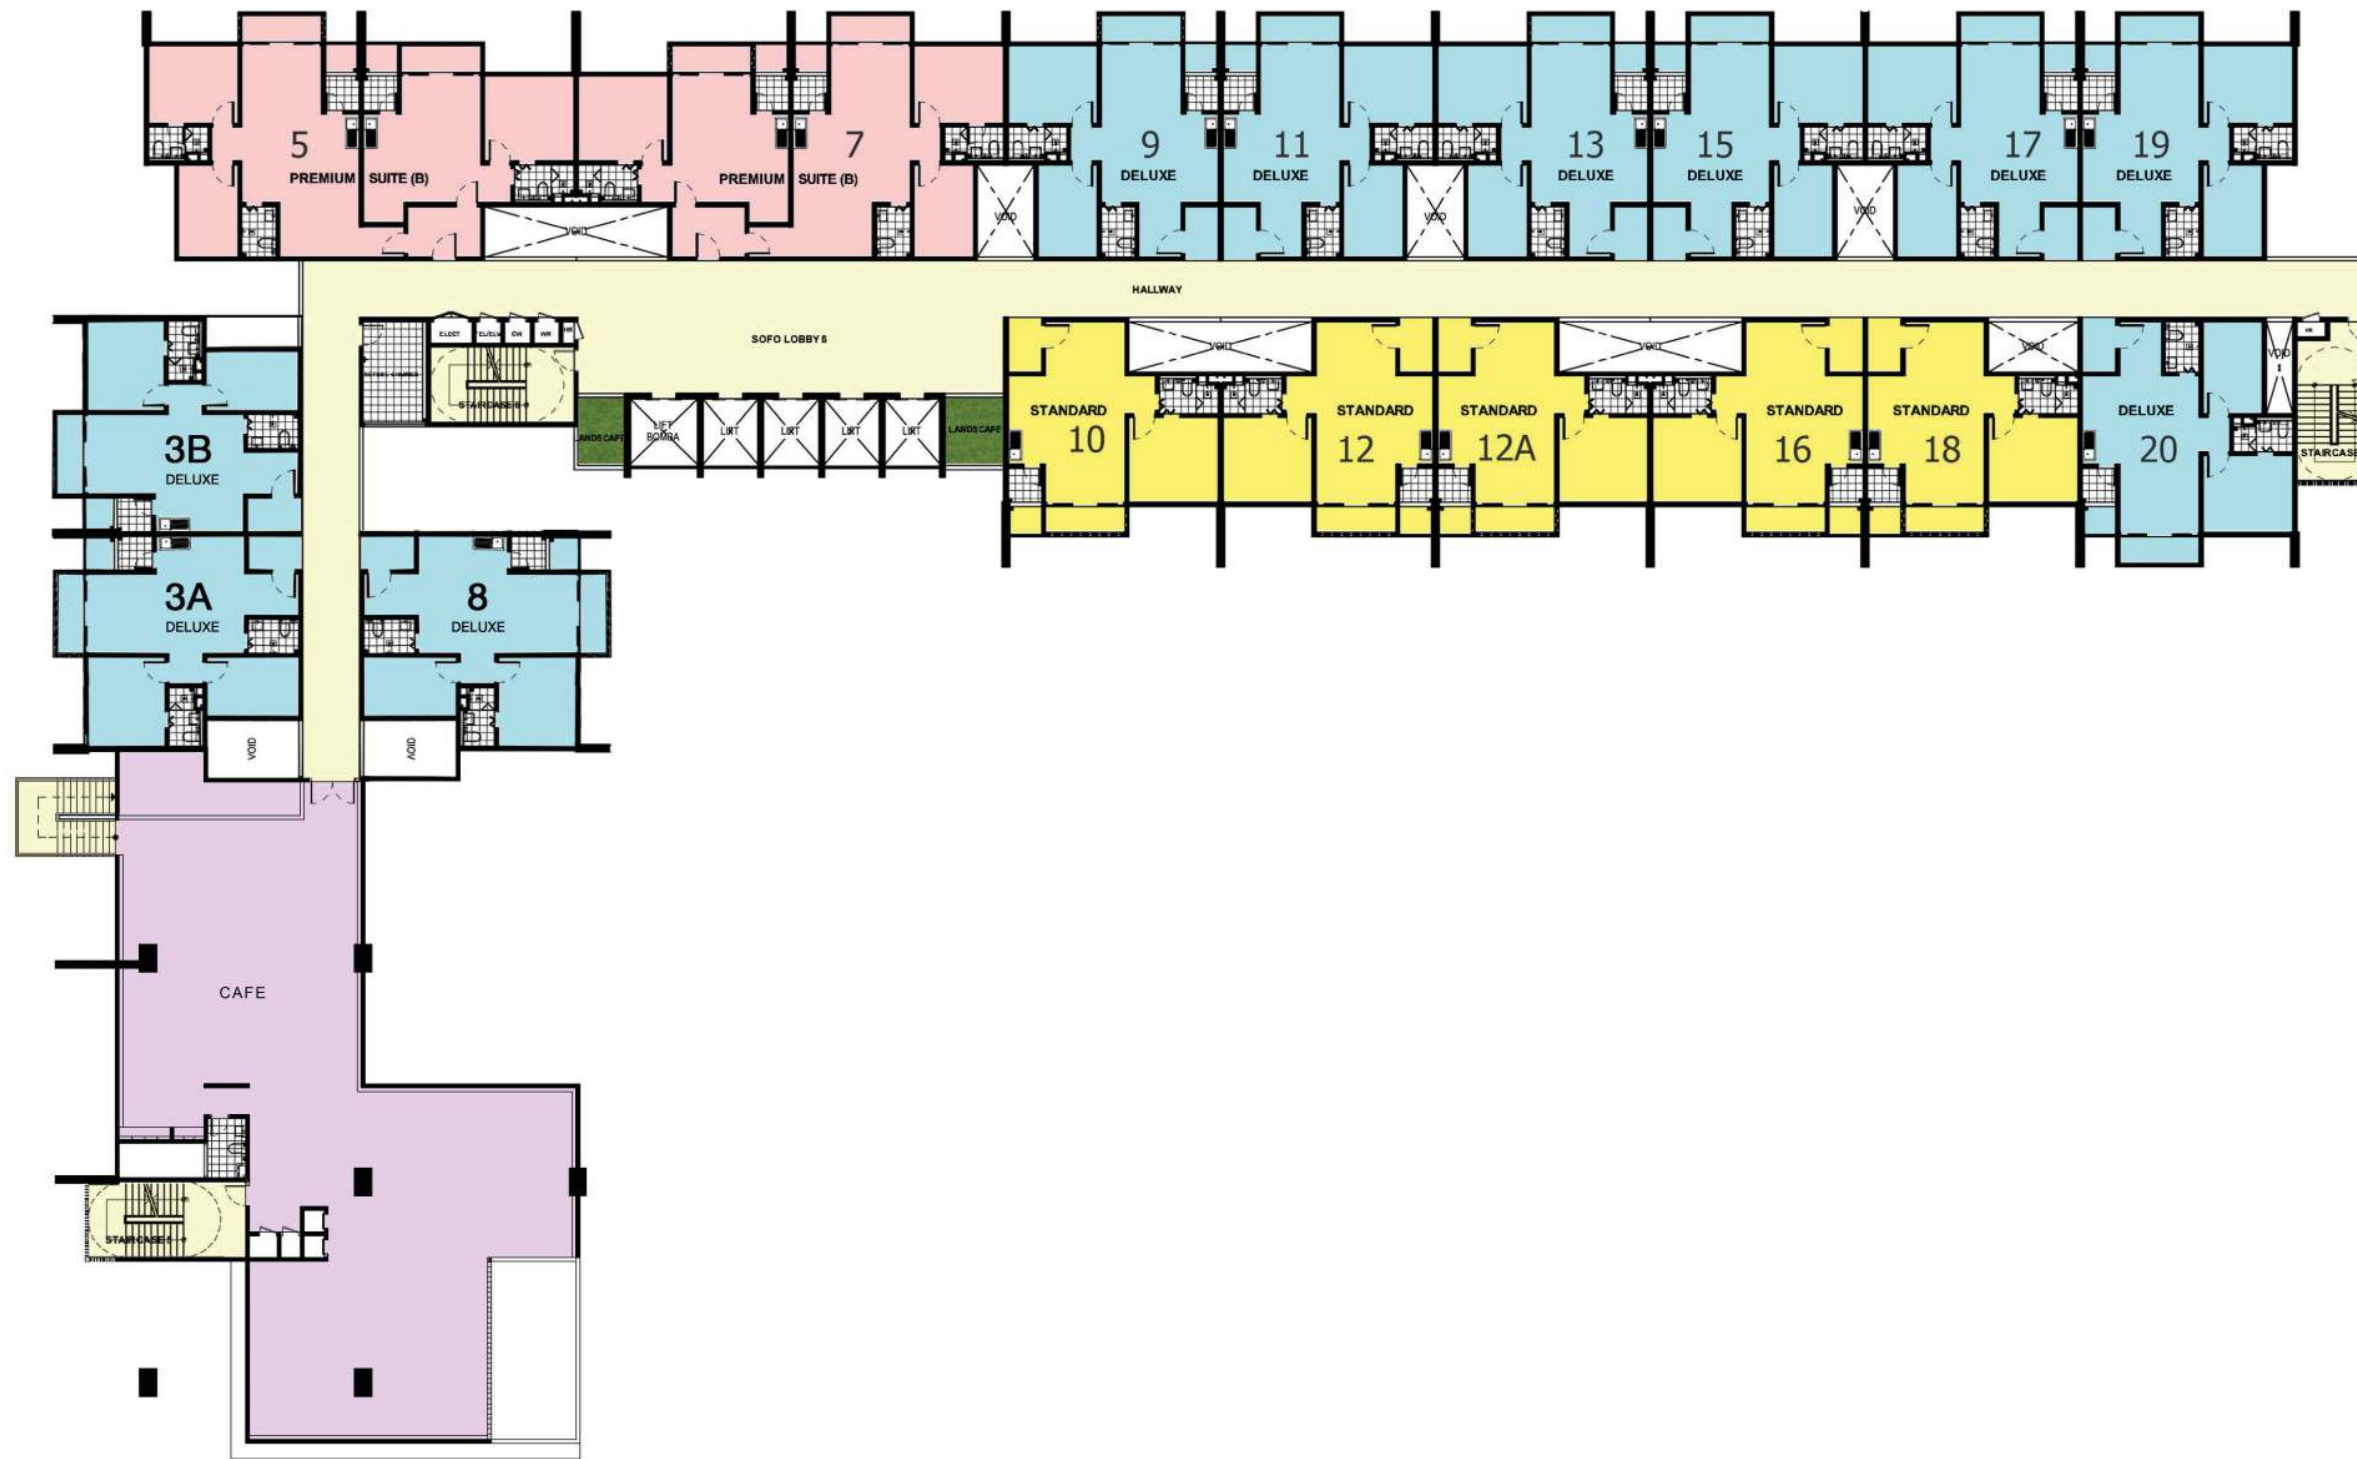 5
PREMIUM SUITE (B)
7
PREMIUM SUITE (B)
9
DELUXE
11
DELUXE
13
DELUXE
15
DELUXE
17
DELUXE
19
DELUXE
VOID
VOID
VOID
VOID
HALLWAY
SOFO LOBBY 6
ELECT
CW
WR
HR
LANDSCAPE
LIFT
BOMBA
LIFT
LIFT
LIFT
LIFT
LANDSCAPE
VOID
VOID
VOID
VOID
HR
STANDARD
10
STANDARD
12
STANDARD
12A
STANDARD
16
STANDARD
18
DELUXE
20
STAIRCASE
3B
DELUXE
3A
DELUXE
8
DELUXE
VOID
VOID
CAFE
STAIRCASE